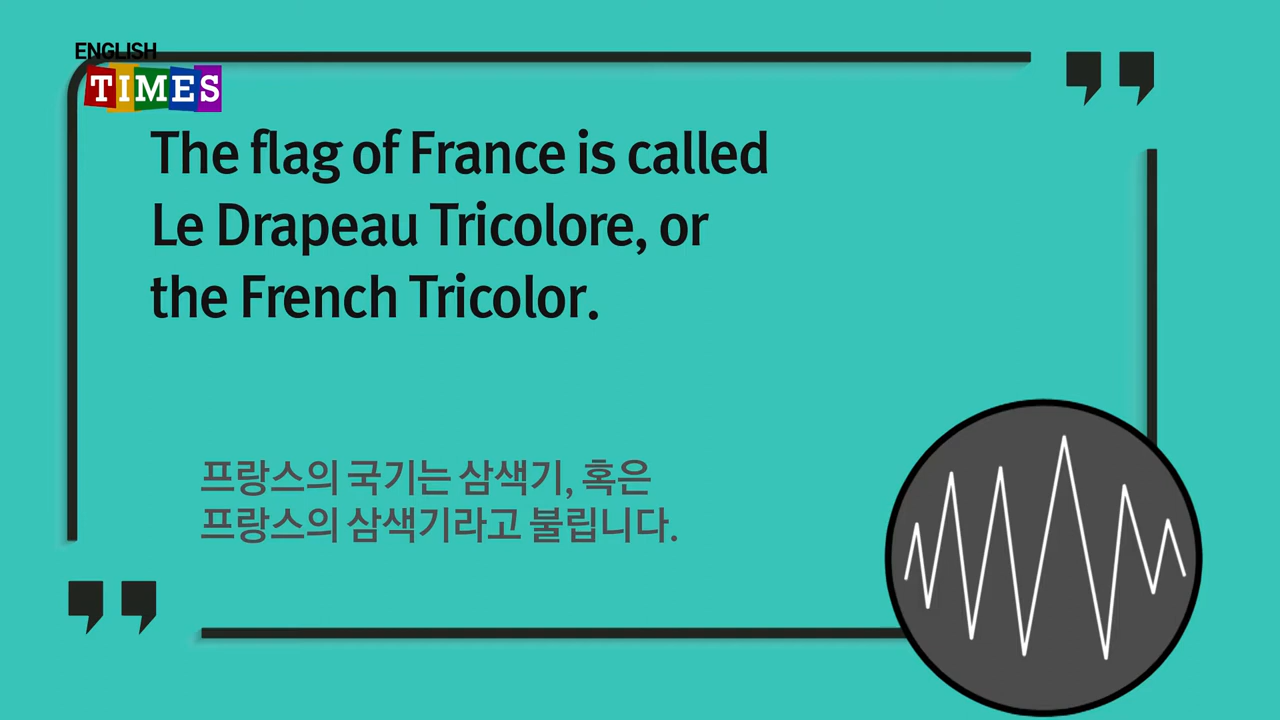 ENGLISH
TIMES
The flag of France is called
Le Drapeau Tricolore, or
the French Tricolor.
프랑스의 국기는 삼색기, 혹은
프랑스의 삼색기라고 불립니다.